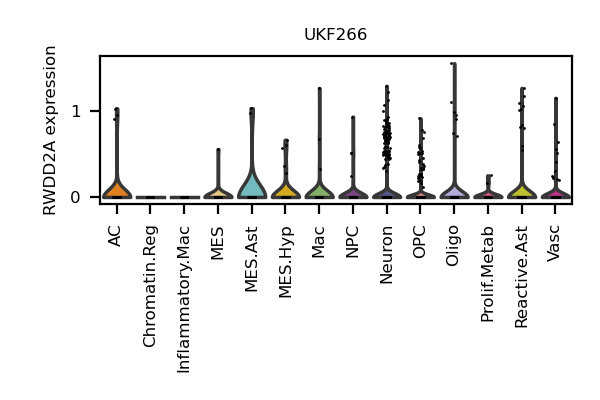 UKF266
RWDD2A expression
1
0
AC
Chromatin.Reg
Inflammatory.Mac
MES
MES.Ast
MES.Hyp
Mac
NPC
Neuron
OPC
Oligo
Prolif.Metab
Reactive.Ast
Vasc